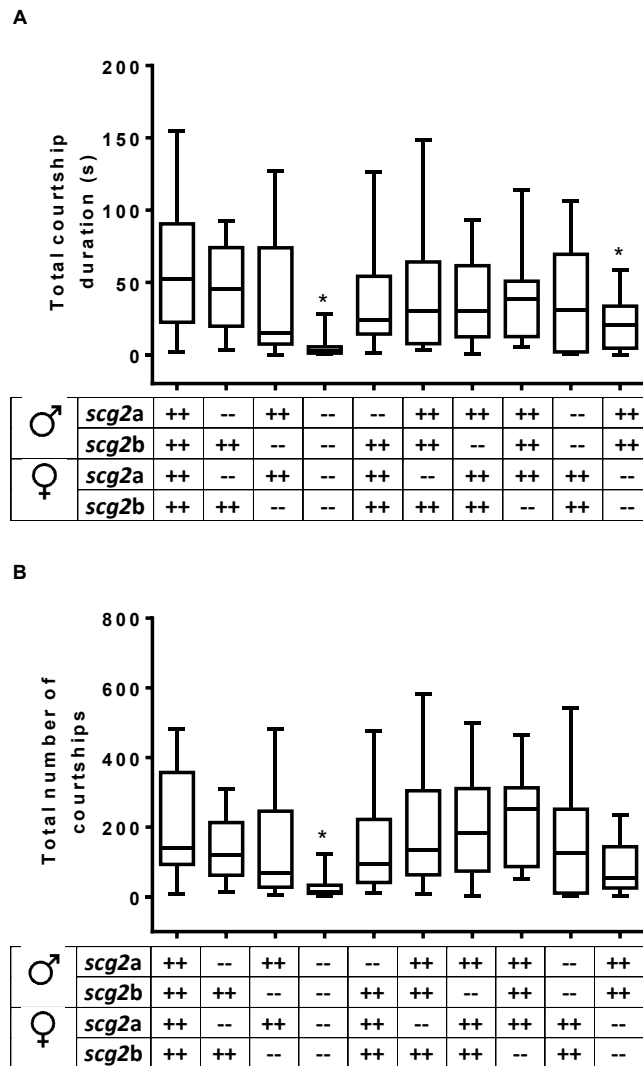 A
Total courtship
duration (s)
200
150
100
50
0
*
*
♂ scg2a ++ -- ++ -- -- ++ ++ ++ -- ++
scg2b ++ ++ -- -- ++ ++ -- ++ -- ++
♀ scg2a ++ -- ++ -- ++ -- ++ ++ ++ --
scg2b ++ ++ -- -- ++ ++ ++ -- ++ --
B
Total number of
courtships
800
600
400
200
0
*
♂ scg2a ++ -- ++ -- -- ++ ++ ++ -- ++
scg2b ++ ++ -- -- ++ ++ -- ++ -- ++
♀ scg2a ++ -- ++ -- ++ -- ++ ++ ++ --
scg2b ++ ++ -- -- ++ ++ ++ -- ++ --